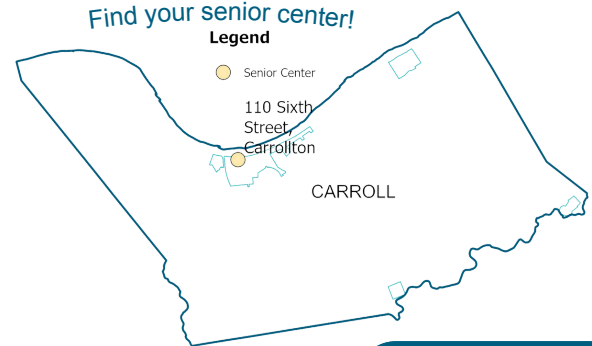 Find your senior center!
Legend
Senior Center
110 Sixth
Street,
Carrollton
CARROLL